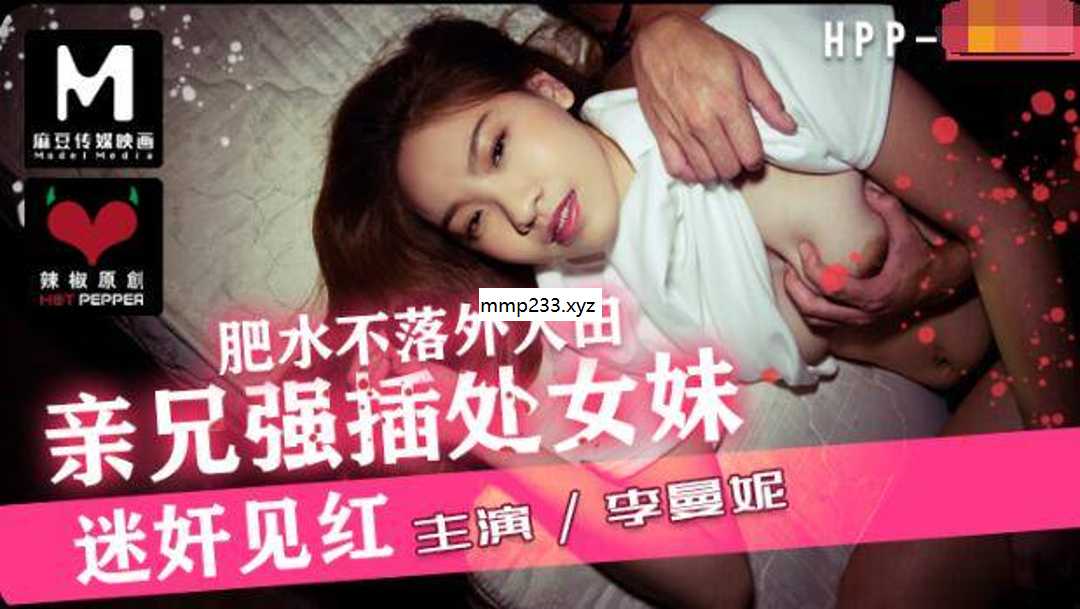 HPP-
M
麻豆传媒映画
Model Media
辣椒原創
HOT PEPPER
mmp233.xyz
肥水不落外人田
亲兄强插处女妹
迷奸见红 主演 / 李曼妮